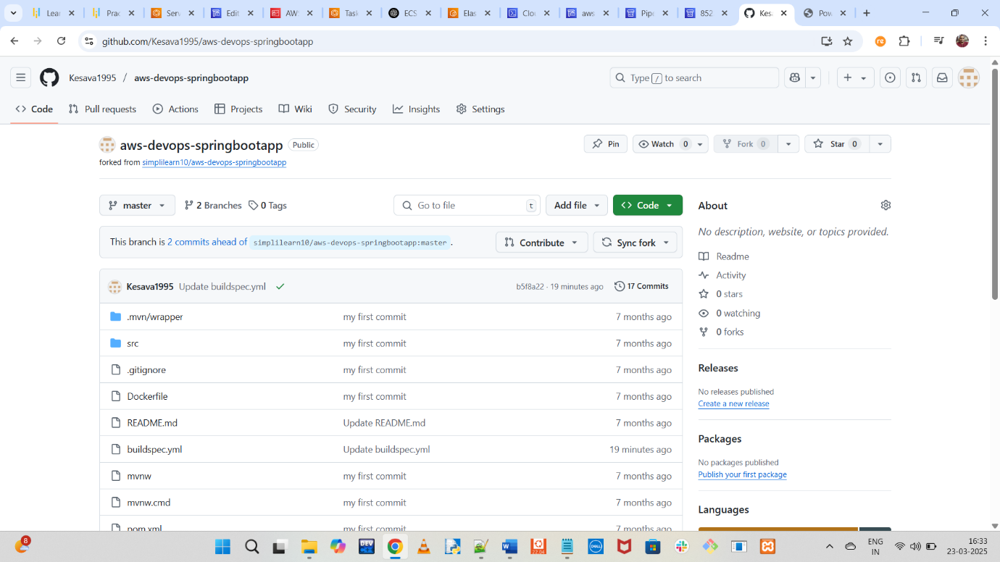 Lear
Prac
Serv
Edit
AWS
Task
ECS
Elas
Clou
aws
Pipe
852
Kesa
Pow
github.com/Kesava1995/aws-devops-springbootapp
re
Kesava1995 / aws-devops-springbootapp
Type / to search
Code
Pull requests
Actions
Projects
Wiki
Security
Insights
Settings
aws-devops-springbootapp Public
Pin
Watch 0
Fork 0
Star 0
forked from simplilearn10/aws-devops-springbootapp
master
2 Branches
0 Tags
Go to file t
Add file
Code
This branch is 2 commits ahead of simplilearn10/aws-devops-springbootapp:master .
Contribute
Sync fork
Kesava1995 Update buildspec.yml b5f8a22 · 19 minutes ago 17 Commits
.mvn/wrapper my first commit 7 months ago
src my first commit 7 months ago
.gitignore my first commit 7 months ago
Dockerfile my first commit 7 months ago
README.md Update README.md 7 months ago
buildspec.yml Update buildspec.yml 19 minutes ago
mvnw my first commit 7 months ago
mvnw.cmd my first commit 7 months ago
pom.xml my first commit 7 months ago
About
No description, website, or topics provided.
Readme
Activity
0 stars
0 watching
0 forks
Releases
No releases published
Create a new release
Packages
No packages published
Publish your first package
Languages
8
DEV
22.04
DELL
ENG
IN
16:33
23-03-2025